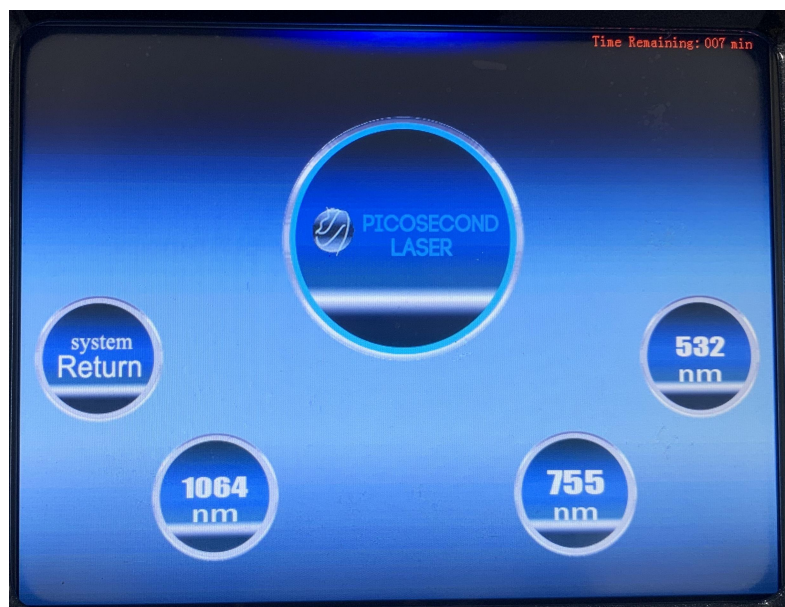 Time Remaining: 007 min
PICOSECOND
LASER
system
Return
532
nm
1064
nm
755
nm